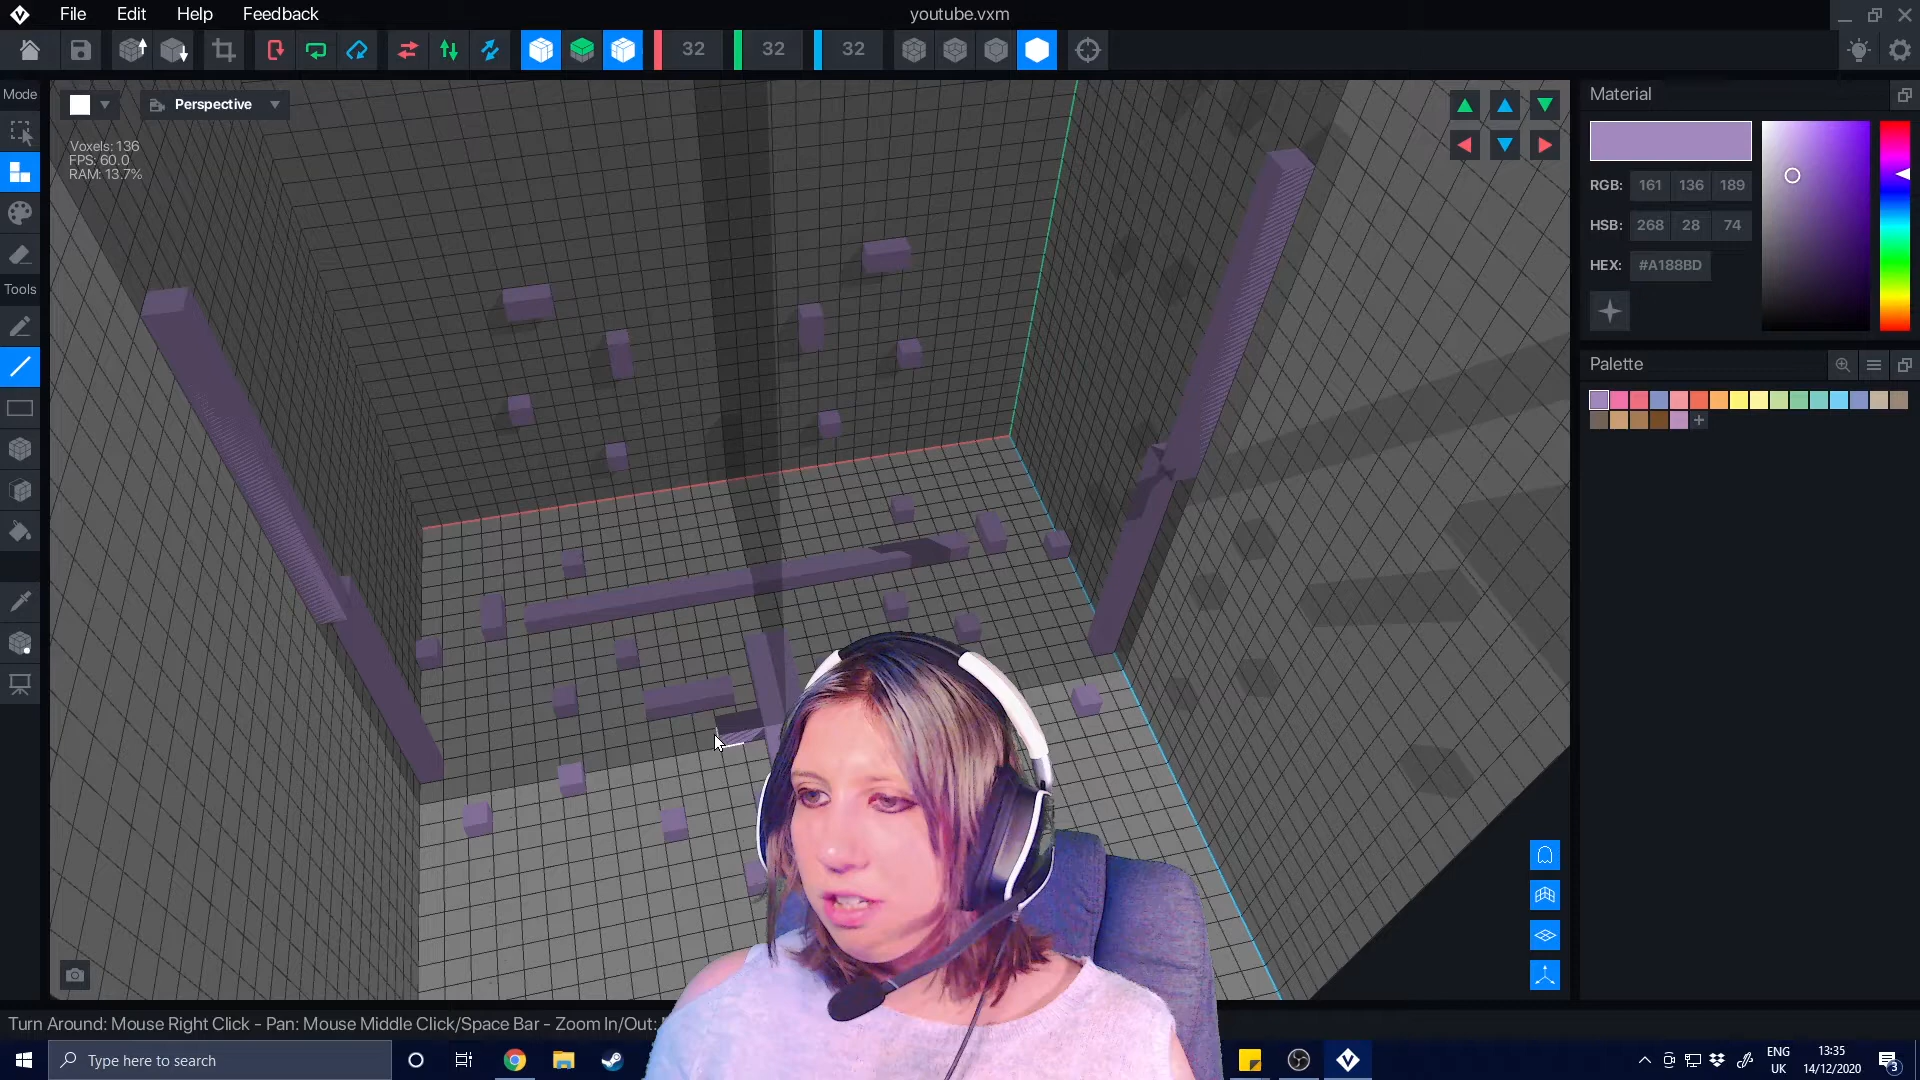 File Edit Help Feedback
youtube.vxm
32 32 32
Mode
Perspective
Voxels: 136
FPS: 60.0
RAM: 13.7%
Tools
Material
RGB: 161 136 189
HSB: 268 28 74
HEX: #A188BD
Palette
Turn Around: Mouse Right Click - Pan: Mouse Middle Click/Space Bar - Zoom In/Out:
Type here to search
ENG
UK
13:35
14/12/2020
3